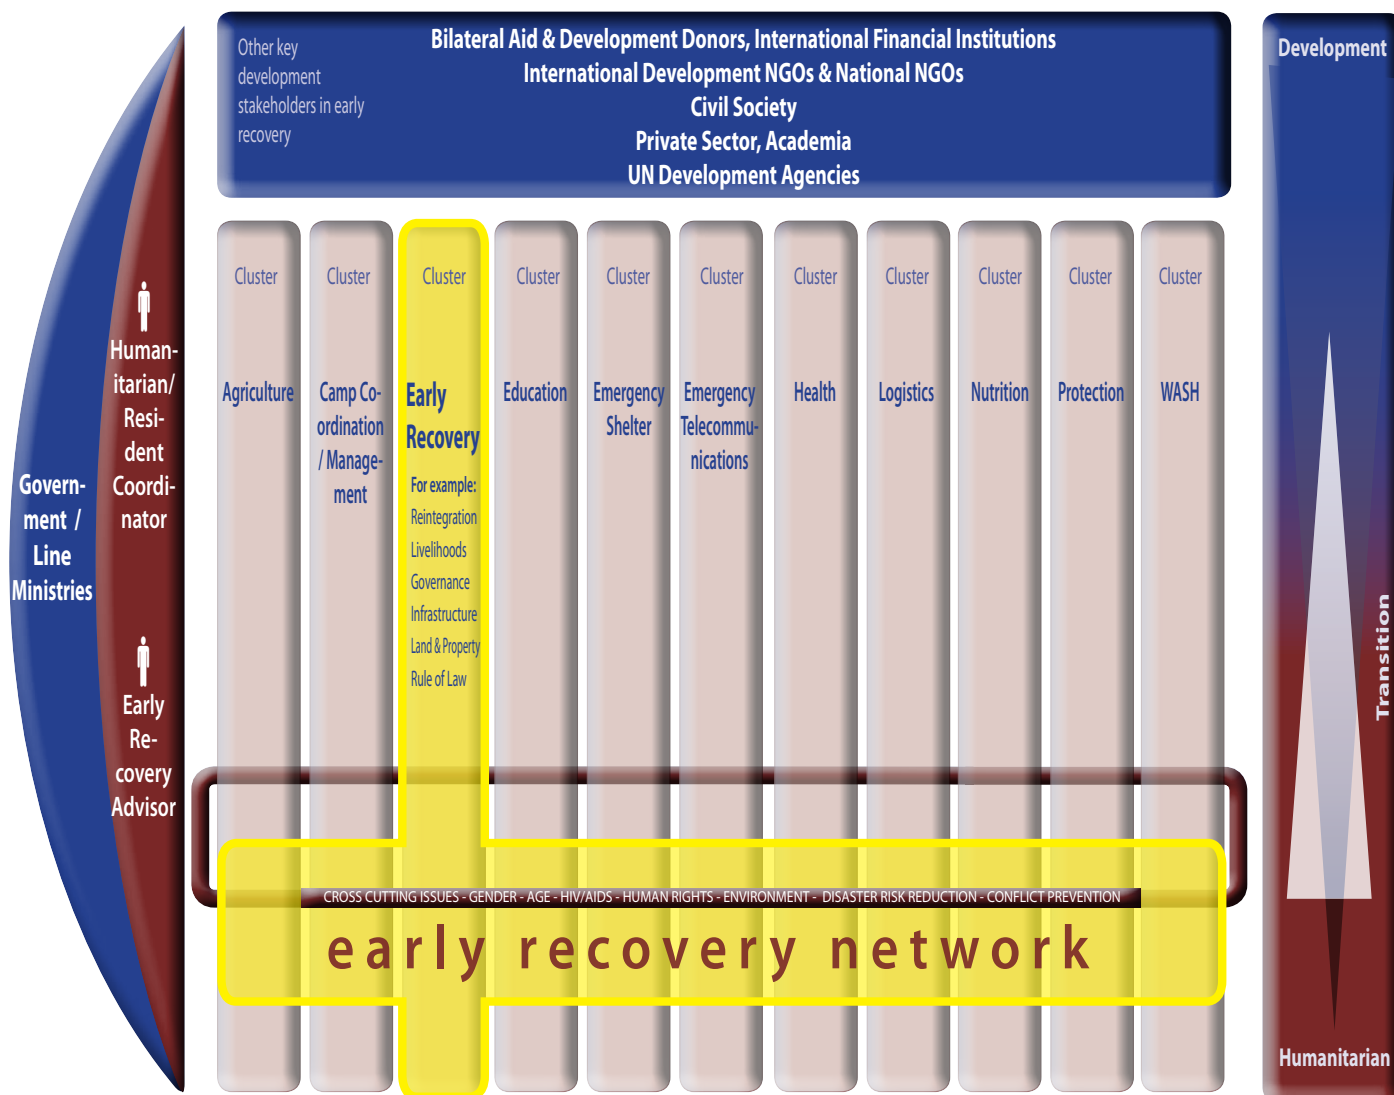 Other key
development
stakeholders in early
recovery
Bilateral Aid & Development Donors, International Financial Institutions
International Development NGOs & National NGOs
Civil Society
Private Sector, Academia
UN Development Agencies
Development
Transition
Humanitarian
Govern-
ment /
Line
Ministries
Human-
itarian/
Resi-
dent
Coordi-
nator
Early
Re-
covery
Advisor
Cluster
Agriculture
Cluster
Camp Co-
ordination
/ Manage-
ment
Cluster
Early
Recovery
For example:
Reintegration
Livelihoods
Governance
Infrastructure
Land & Property
Rule of Law
Cluster
Education
Cluster
Emergency
Shelter
Cluster
Emergency
Telecommu-
nications
Cluster
Health
Cluster
Logistics
Cluster
Nutrition
Cluster
Protection
Cluster
WASH
CROSS CUTTING ISSUES - GENDER - AGE - HIV/AIDS - HUMAN RIGHTS - ENVIRONMENT - DISASTER RISK REDUCTION - CONFLICT PREVENTION
early recovery network